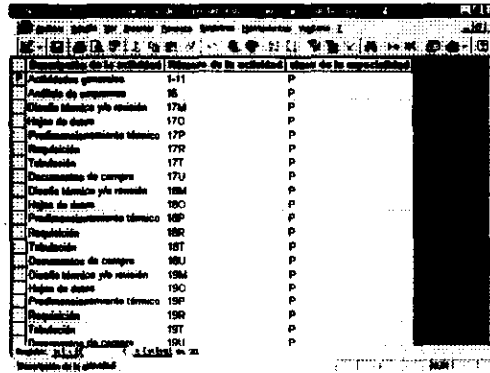 Descripción de la actividad Número de la actividad clave de la especialidad
Actividades generales 1-11 P
Análisis de esquemas 16 P
Diseño térmico y/o revisión 17M P
Hojas de datos 17O P
Predimensionamiento térmico 17P P
Requisición 17R P
Tabulación 17T P
Documentos de compra 17U P
Diseño térmico y/o revisión 18M P
Hojas de datos 18O P
Predimensionamiento térmico 18P P
Requisición 18R P
Tabulación 18T P
Documentos de compra 18U P
Diseño térmico y/o revisión 19M P
Hojas de datos 19O P
Predimensionamiento térmico 19P P
Requisición 19R P
Tabulación 19T P
Documentos de compra 19U P
Descripción de la actividad NUM